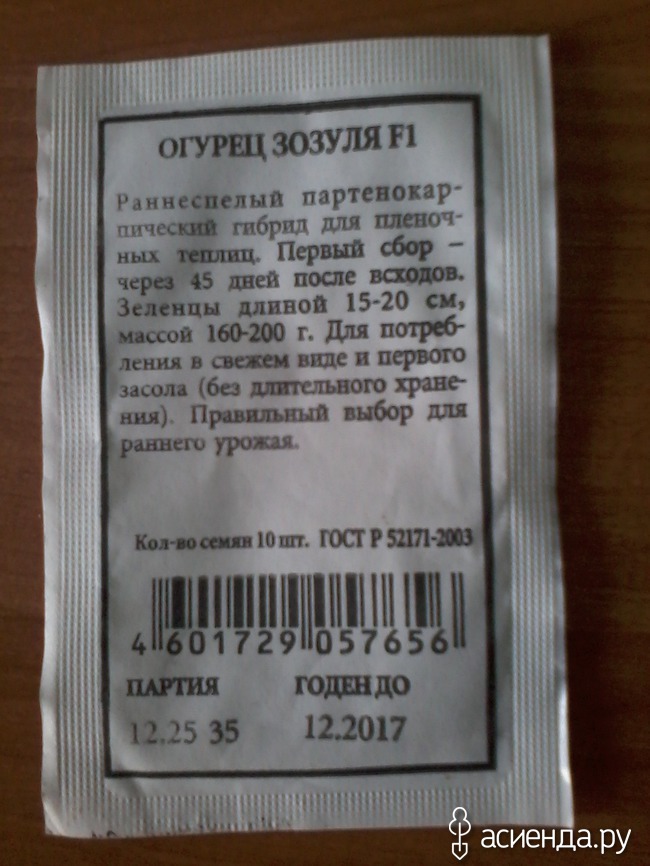 ОГУРЕЦ ЗОЗУЛЯ F1
Раннеспелый партенокар-
пический гибрид для пленоч-
ных теплиц. Первый сбор –
через 45 дней после всходов.
Зеленцы длиной 15-20 см,
массой 160-200 г. Для потреб-
ления в свежем виде и первого
засола (без длительного хране-
ния). Правильный выбор для
раннего урожая.
Кол-во семян 10 шт. ГОСТ Р 52171-2003
4 601729 057656
ПАРТИЯ ГОДЕН ДО
12.25 35 12.2017
асиенда.ру